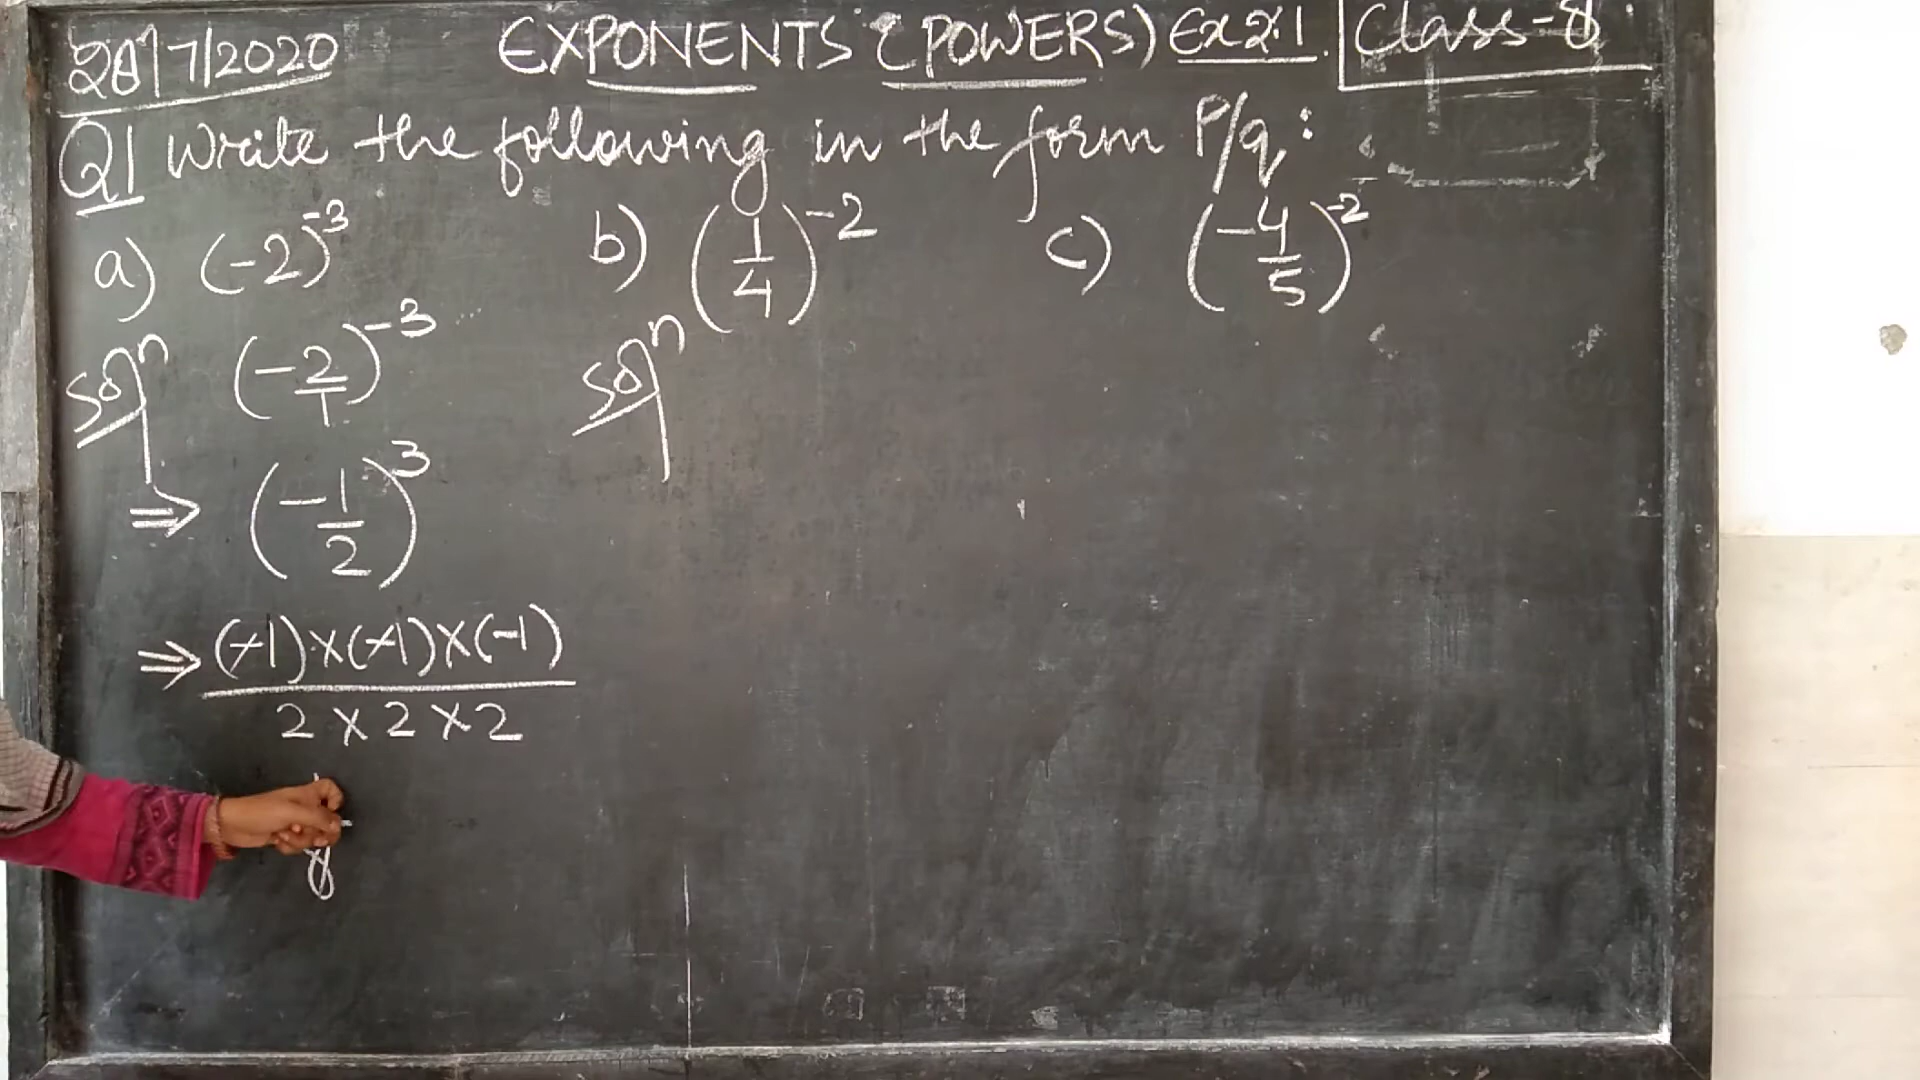 28/7/2020 EXPONENTS (POWERS) Ex 2.1. Class-8
Q1 Write the following in the form P/q:
a) (-2)^-3 b) (1/4)^-2 c) (-4/5)^-2
solⁿ (-2/1)^-3 solⁿ
⇒ (-1/2)^3
⇒ (-1)×(-1)×(-1)
2×2×2
8